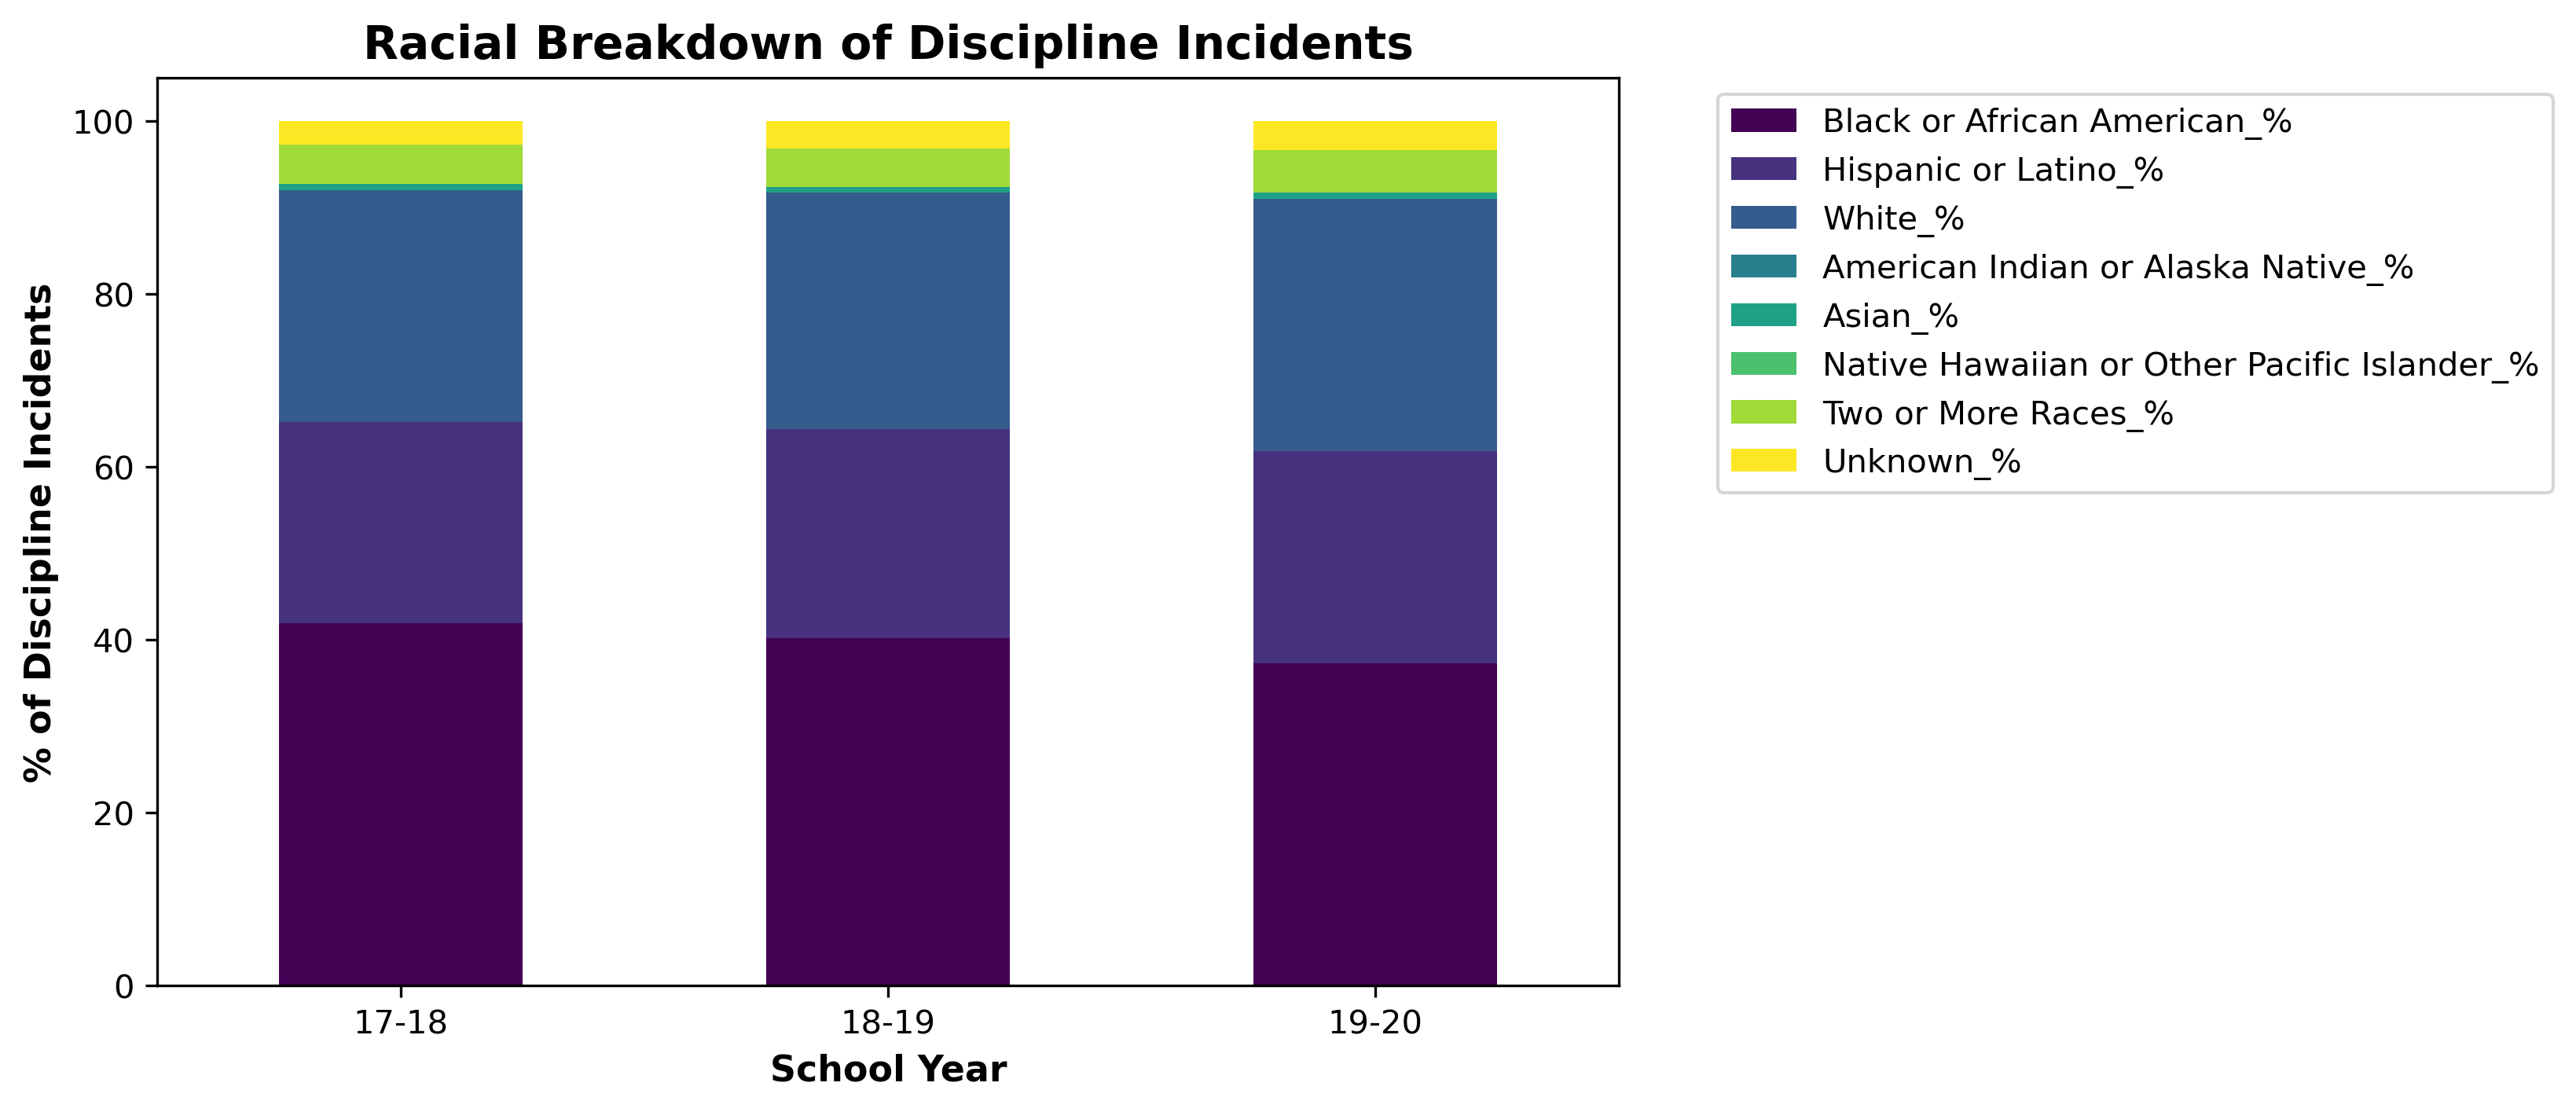 Racial Breakdown of Discipline Incidents
% of Discipline Incidents
100
80
60
40
20
0
17-18
18-19
19-20
School Year
Black or African American_%
Hispanic or Latino_%
White_%
American Indian or Alaska Native_%
Asian_%
Native Hawaiian or Other Pacific Islander_%
Two or More Races_%
Unknown_%